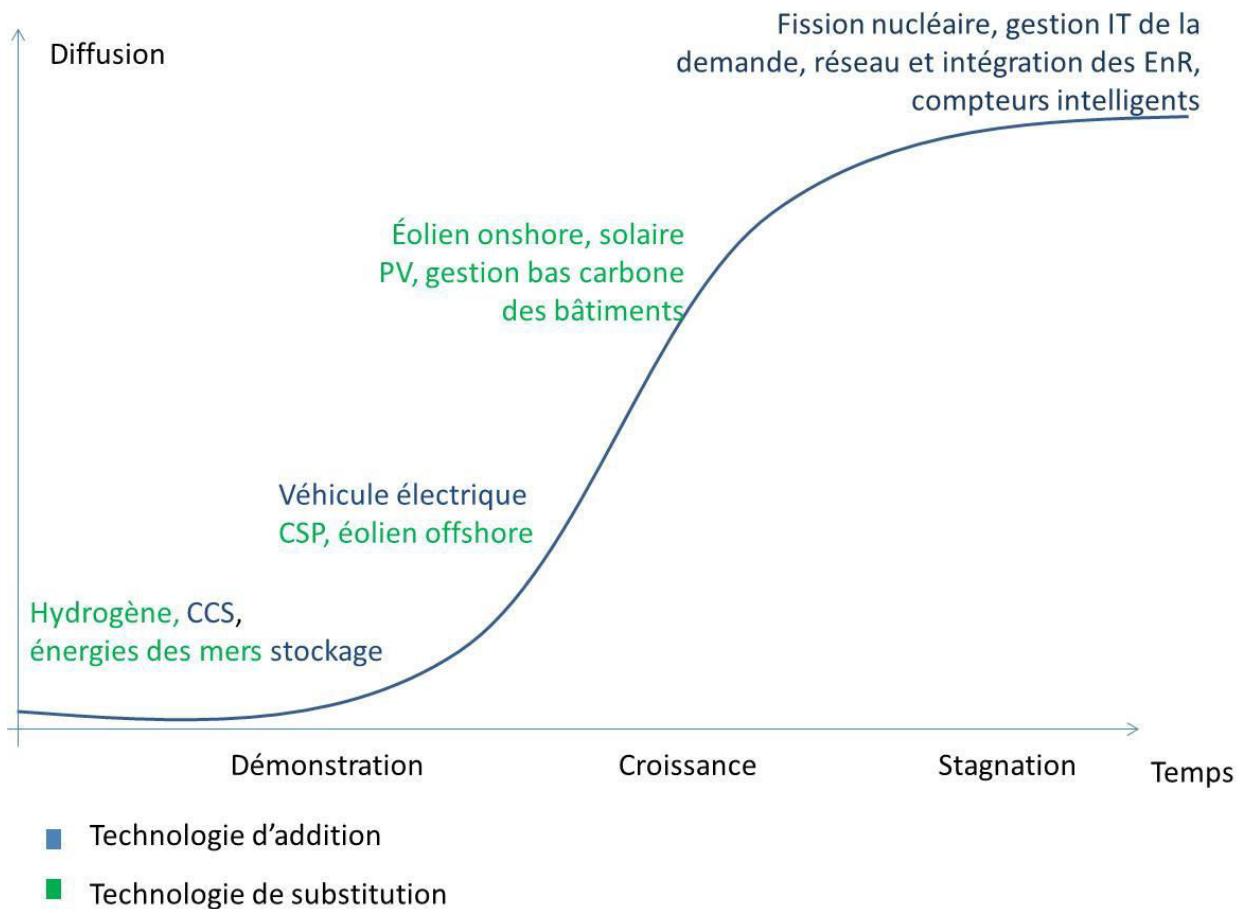 Diffusion
Fission nucléaire, gestion IT de la
demande, réseau et intégration des EnR,
compteurs intelligents
Éolien onshore, solaire
PV, gestion bas carbone
des bâtiments
Véhicule électrique
CSP, éolien offshore
Hydrogène, CCS,
énergies des mers stockage
Démonstration
Croissance
Stagnation
Temps
Technologie d’addition
Technologie de substitution